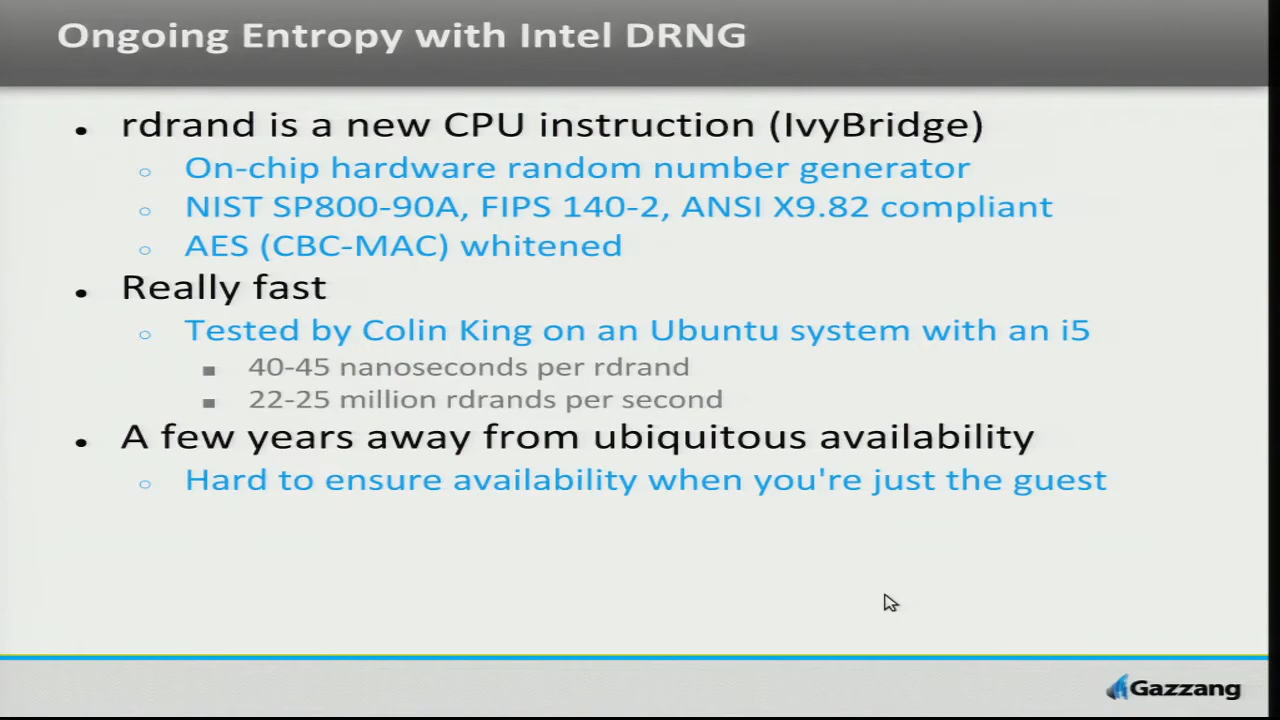 Ongoing Entropy with Intel DRNG
• rdrand is a new CPU instruction (IvyBridge)
○ On-chip hardware random number generator
○ NIST SP800-90A, FIPS 140-2, ANSI X9.82 compliant
○ AES (CBC-MAC) whitened
• Really fast
○ Tested by Colin King on an Ubuntu system with an i5
■ 40-45 nanoseconds per rdrand
■ 22-25 million rdrands per second
• A few years away from ubiquitous availability
○ Hard to ensure availability when you're just the guest
Gazzang